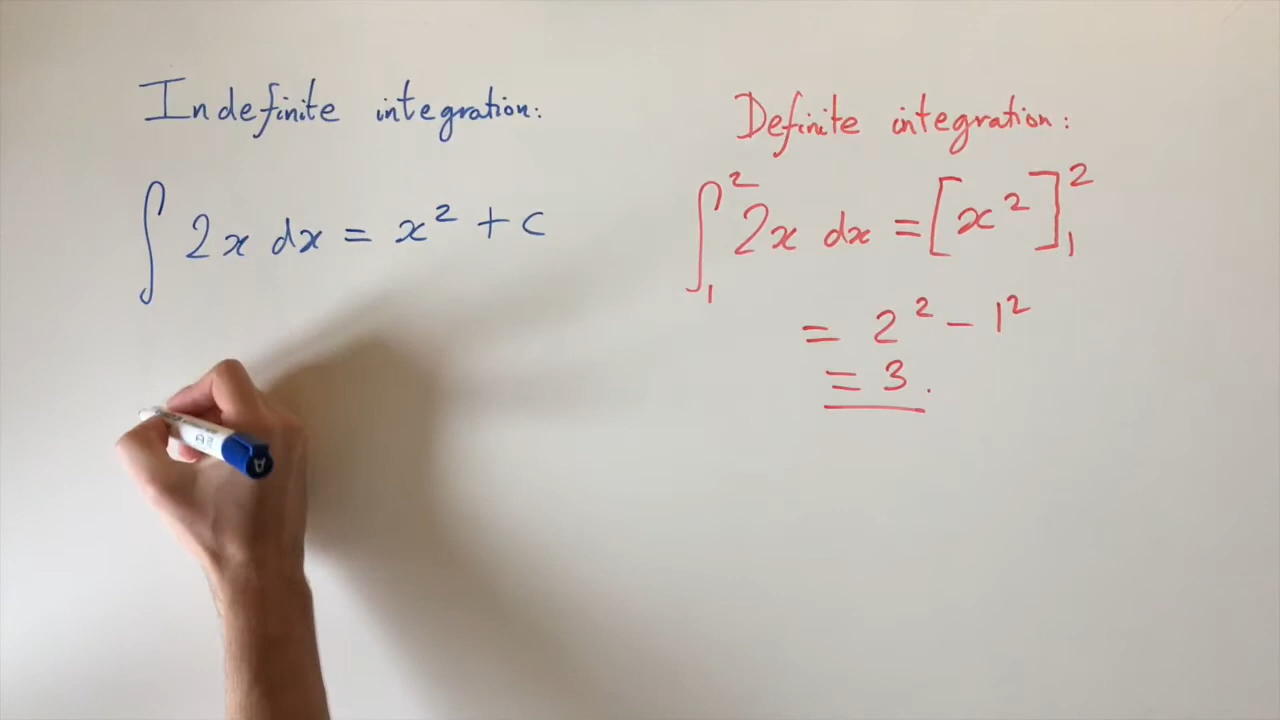 Indefinite integration:
∫ 2x dx = x² + c
Definite integration:
∫₁² 2x dx = [x²]₁²
= 2² - 1²
= 3.